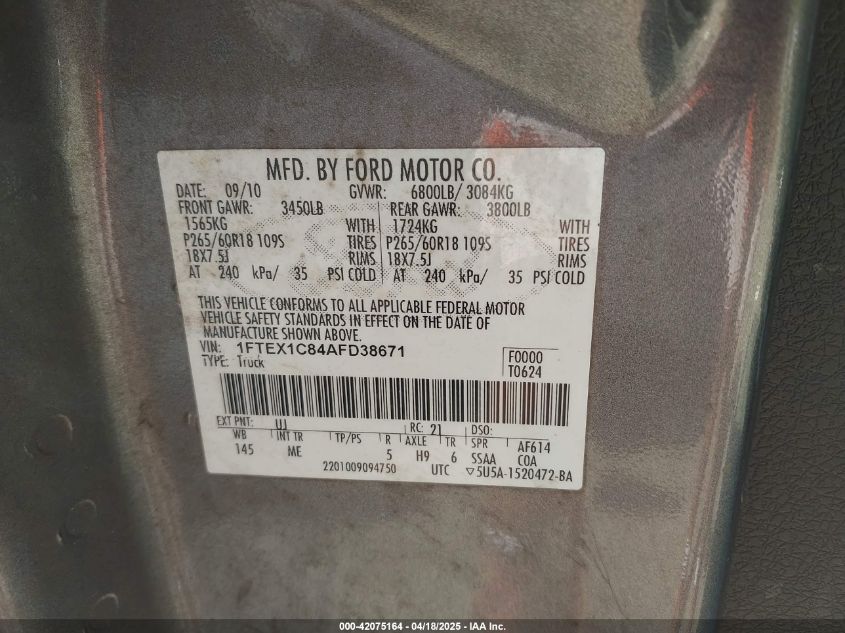 MFD. BY FORD MOTOR CO.
DATE: 09/10 GVWR: 6800LB/ 3084KG
FRONT GAWR: 3450LB REAR GAWR: 3800LB
1565KG WITH 1724KG WITH
P265/60R18 109S TIRES P265/60R18 109S TIRES
18X7.5J RIMS 18X7.5J RIMS
AT 240 kPa/ 35 PSI COLD AT 240 kPa/ 35 PSI COLD
THIS VEHICLE CONFORMS TO ALL APPLICABLE FEDERAL MOTOR
VEHICLE SAFETY STANDARDS IN EFFECT ON THE DATE OF
MANUFACTURE SHOWN ABOVE.
VIN: 1FTEX1C84AFD38671 F0000
TYPE: Truck T0624
EXT PNT: UJ RC: 21 DSO:
WB INT TR TP/PS R AXLE TR SPR AF614
145 ME 5 H9 6 SSAA COA
2201009094750 UTC ▽5U5A-1520472-BA
000-42075164 - 04/18/2025 - IAA Inc.